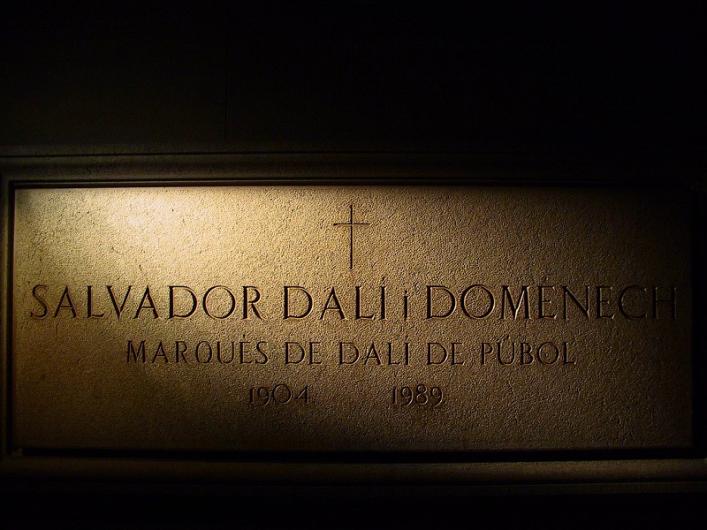 SALVADOR DALÍ i DOMÈNECH
MARQUÈS DE DALÍ DE PÚBOL
1904 1989